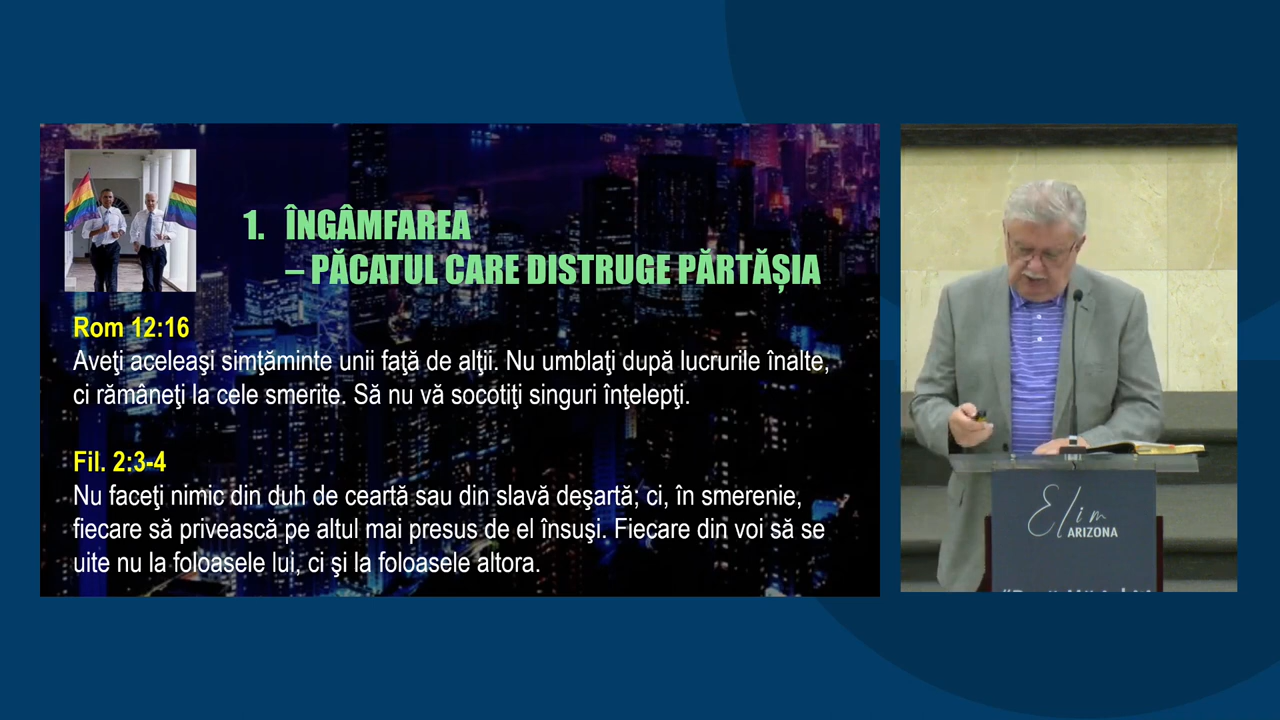 1. ÎNGÂMFAREA
– PĂCATUL CARE DISTRUGE PĂRTĂȘIA
Rom 12:16
Aveţi aceleaşi simţăminte unii faţă de alţii. Nu umblaţi după lucrurile înalte,
ci rămâneţi la cele smerite. Să nu vă socotiţi singuri înţelepţi.
Fil. 2:3-4
Nu faceţi nimic din duh de ceartă sau din slavă deşartă; ci, în smerenie,
fiecare să privească pe altul mai presus de el însuşi. Fiecare din voi să se
uite nu la foloasele lui, ci şi la foloasele altora.
Elim
ARIZONA